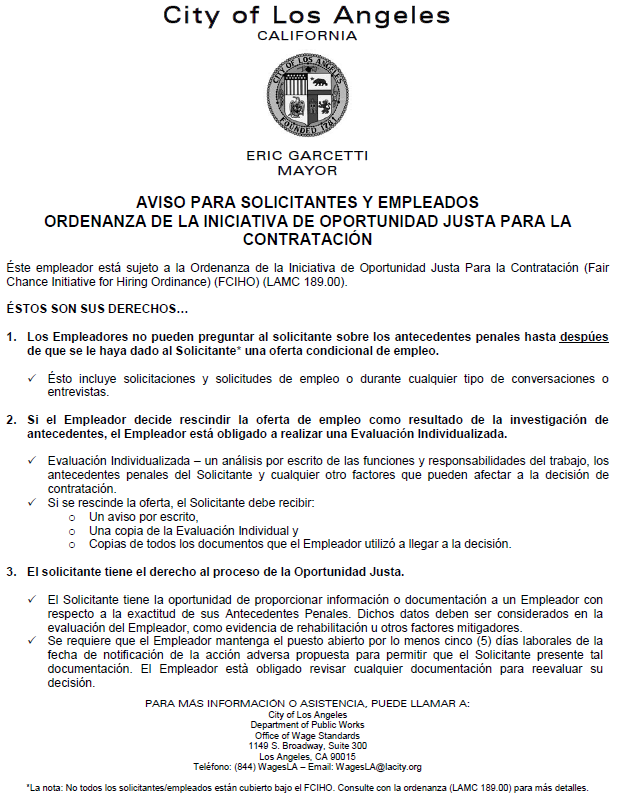 City of Los Angeles
CALIFORNIA
CITY OF LOS ANGELES
FOUNDED 1781
ERIC GARCETTI
MAYOR
AVISO PARA SOLICITANTES Y EMPLEADOS
ORDENANZA DE LA INICIATIVA DE OPORTUNIDAD JUSTA PARA LA
CONTRATACIÓN
Éste empleador está sujeto a la Ordenanza de la Iniciativa de Oportunidad Justa Para la Contratación (Fair
Chance Initiative for Hiring Ordinance) (FCIHO) (LAMC 189.00).
ÉSTOS SON SUS DERECHOS…
1. Los Empleadores no pueden preguntar al solicitante sobre los antecedentes penales hasta despúes
de que se le haya dado al Solicitante* una oferta condicional de empleo.
✓ Ésto incluye solicitaciones y solicitudes de empleo o durante cualquier tipo de conversaciones o
entrevistas.
2. Si el Empleador decide rescindir la oferta de empleo como resultado de la investigación de
antecedentes, el Empleador está obligado a realizar una Evaluación Individualizada.
✓ Evaluación Individualizada – un análisis por escrito de las funciones y responsabilidades del trabajo, los
antecedentes penales del Solicitante y cualquier otro factores que pueden afectar a la decisión de
contratación.
✓ Si se rescinde la oferta, el Solicitante debe recibir:
o Un aviso por escrito,
o Una copia de la Evaluación Individual y
o Copias de todos los documentos que el Empleador utilizó a llegar a la decisión.
3. El solicitante tiene el derecho al proceso de la Oportunidad Justa.
✓ El Solicitante tiene la oportunidad de proporcionar información o documentación a un Empleador con
respecto a la exactitud de sus Antecedentes Penales. Dichos datos deben ser considerados en la
evaluación del Empleador, como evidencia de rehabilitación u otros factores mitigadores.
✓ Se requiere que el Empleador mantenga el puesto abierto por lo menos cinco (5) días laborales de la
fecha de notificación de la acción adversa propuesta para permitir que el Solicitante presente tal
documentación. El Empleador està obligado revisar cualquier documentación para reevaluar su
decisión.
PARA MÁS INFORMACIÓN O ASISTENCIA, PUEDE LLAMAR A:
City of Los Angeles
Department of Public Works
Office of Wage Standards
1149 S. Broadway, Suite 300
Los Angeles, CA 90015
Teléfono: (844) WagesLA – Email: WagesLA@lacity.org
*La nota: No todos los solicitantes/empleados están cubierto bajo el FCIHO. Consulte con la ordenanza (LAMC 189.00) para más detalles.